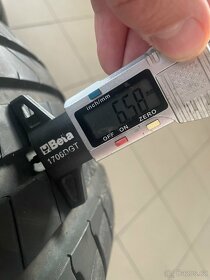 inch/mm
6.58
OFF ON ZERO
Beta
1706DGT